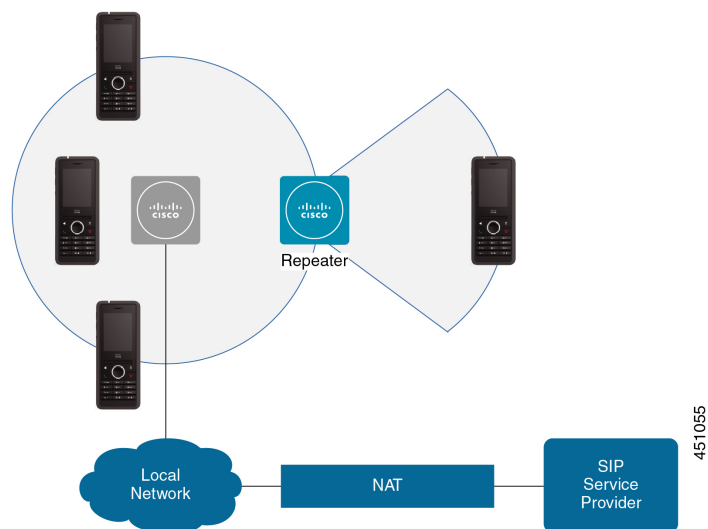 CISCO
CISCO
Repeater
Local
Network
NAT
SIP
Service
Provider
451055